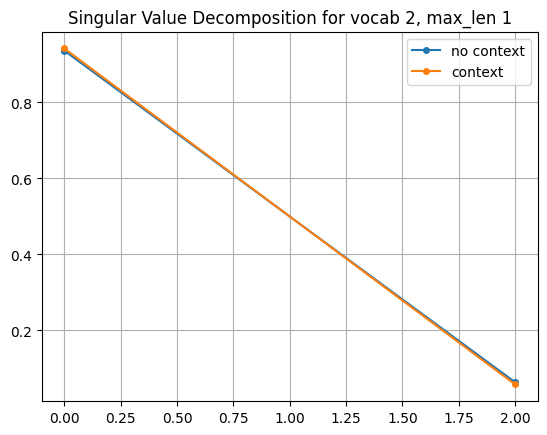 Singular Value Decomposition for vocab 2, max_len 1
no context
context
0.8
0.6
0.4
0.2
0.00 0.25 0.50 0.75 1.00 1.25 1.50 1.75 2.00